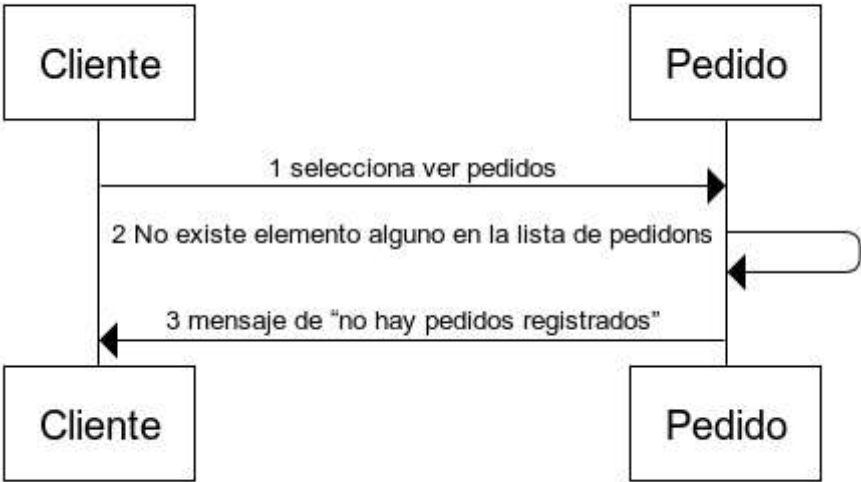 Cliente
Pedido
1 selecciona ver pedidos
2 No existe elemento alguno en la lista de pedidons
3 mensaje de “no hay pedidos registrados”
Cliente
Pedido